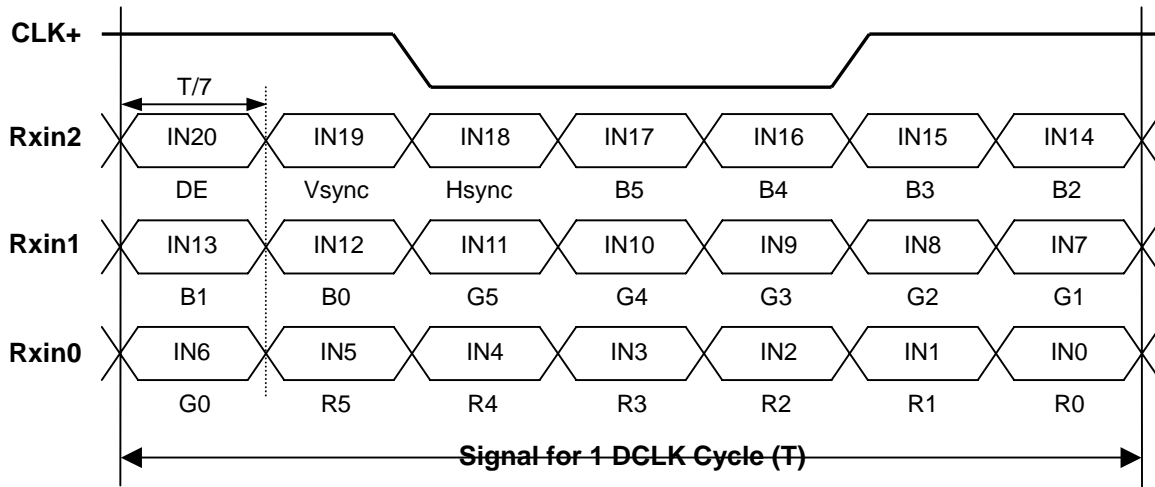 CLK+
T/7
Rxin2 IN20 IN19 IN18 IN17 IN16 IN15 IN14
DE Vsync Hsync B5 B4 B3 B2
Rxin1 IN13 IN12 IN11 IN10 IN9 IN8 IN7
B1 B0 G5 G4 G3 G2 G1
Rxin0 IN6 IN5 IN4 IN3 IN2 IN1 IN0
G0 R5 R4 R3 R2 R1 R0
Signal for 1 DCLK Cycle (T)